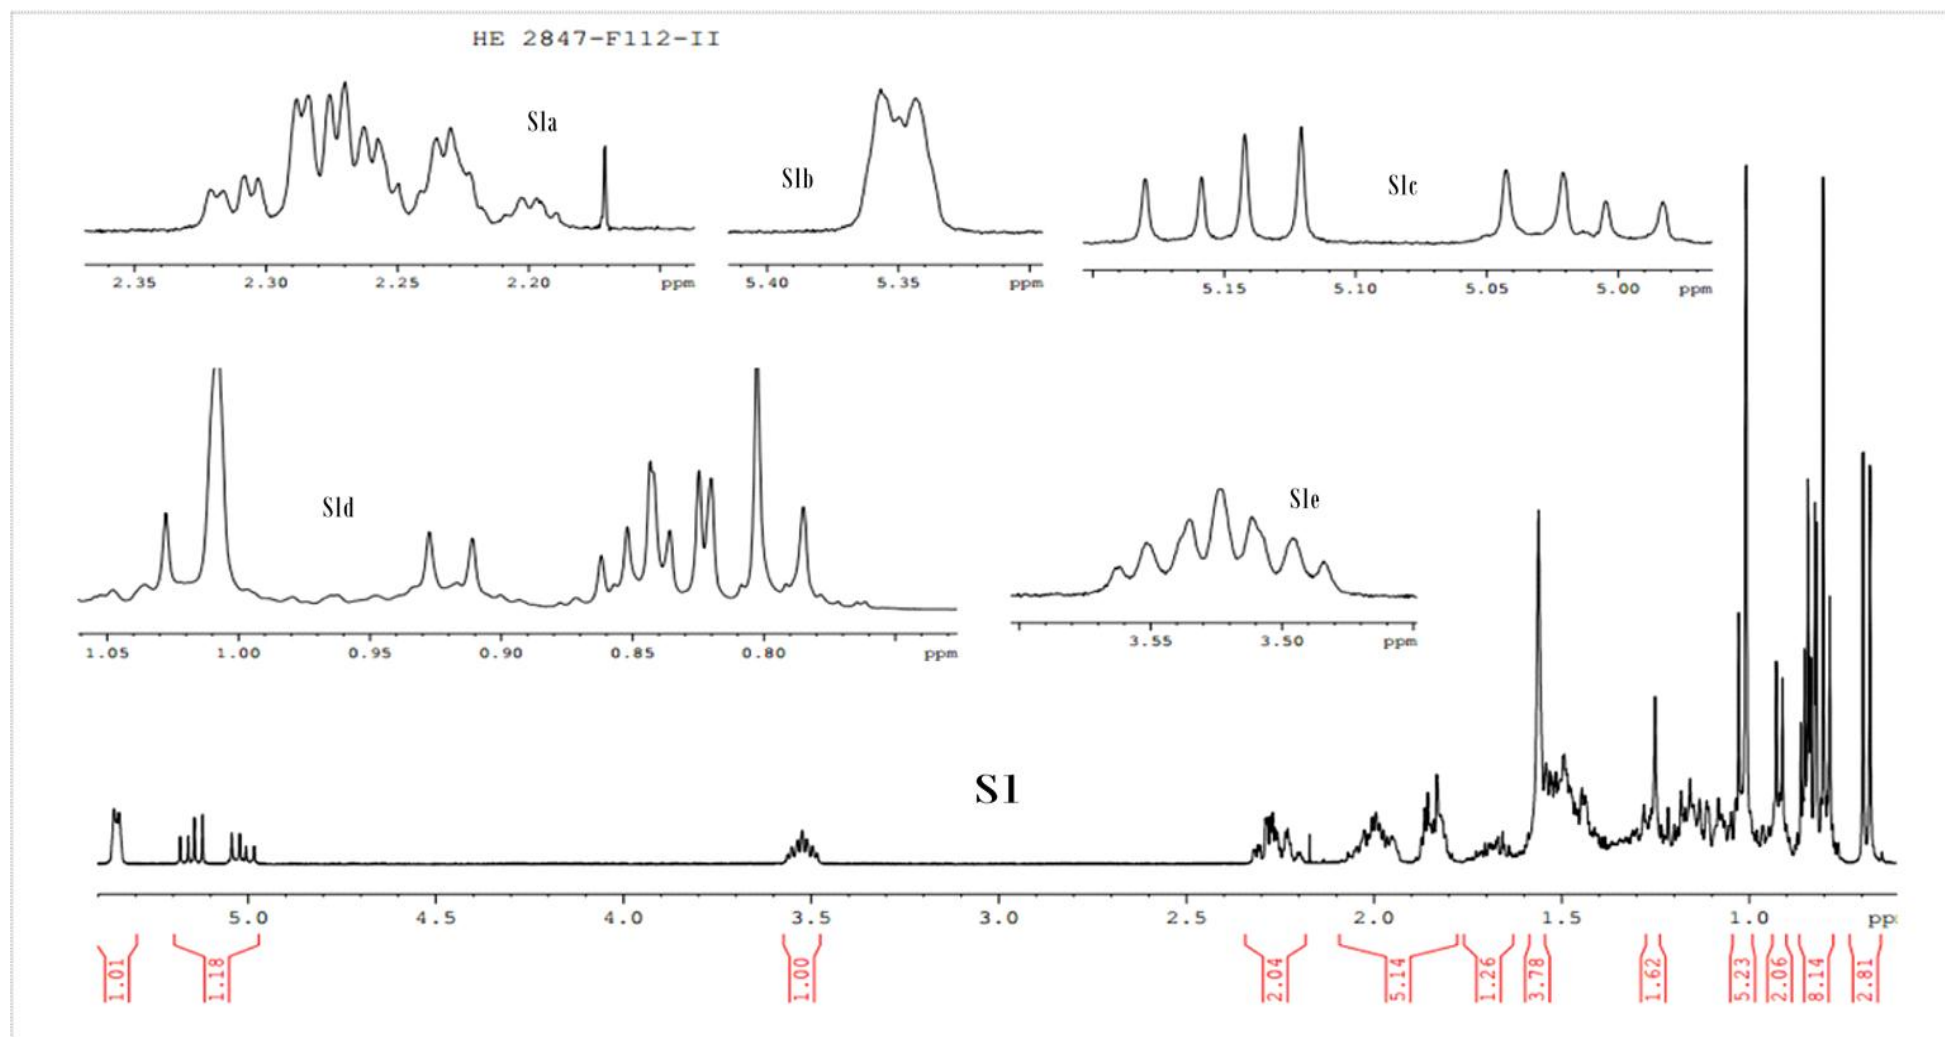 HE 2847-F112-II
S1a
S1b
S1c
2.35 2.30 2.25 2.20 ppm
5.40 5.35 ppm
5.15 5.10 5.05 5.00 ppm
S1d
S1e
1.05 1.00 0.95 0.90 0.85 0.80 ppm
3.55 3.50 ppm
S1
5.0 4.5 4.0 3.5 3.0 2.5 2.0 1.5 1.0 pp
1.01 1.18 1.00 2.04 5.14 1.26 3.78 1.62 5.23 2.06 8.14 2.81